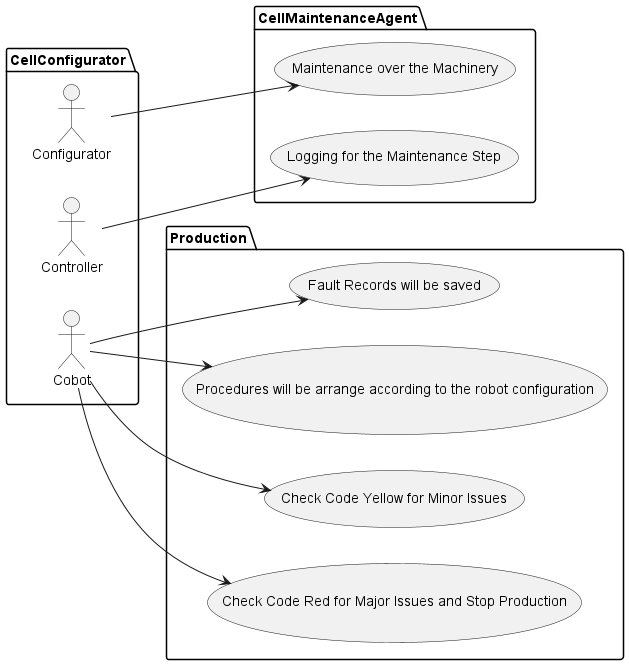 CellConfigurator
Configurator
Controller
Cobot
CellMaintenanceAgent
Maintenance over the Machinery
Logging for the Maintenance Step
Production
Fault Records will be saved
Procedures will be arrange according to the robot configuration
Check Code Yellow for Minor Issues
Check Code Red for Major Issues and Stop Production